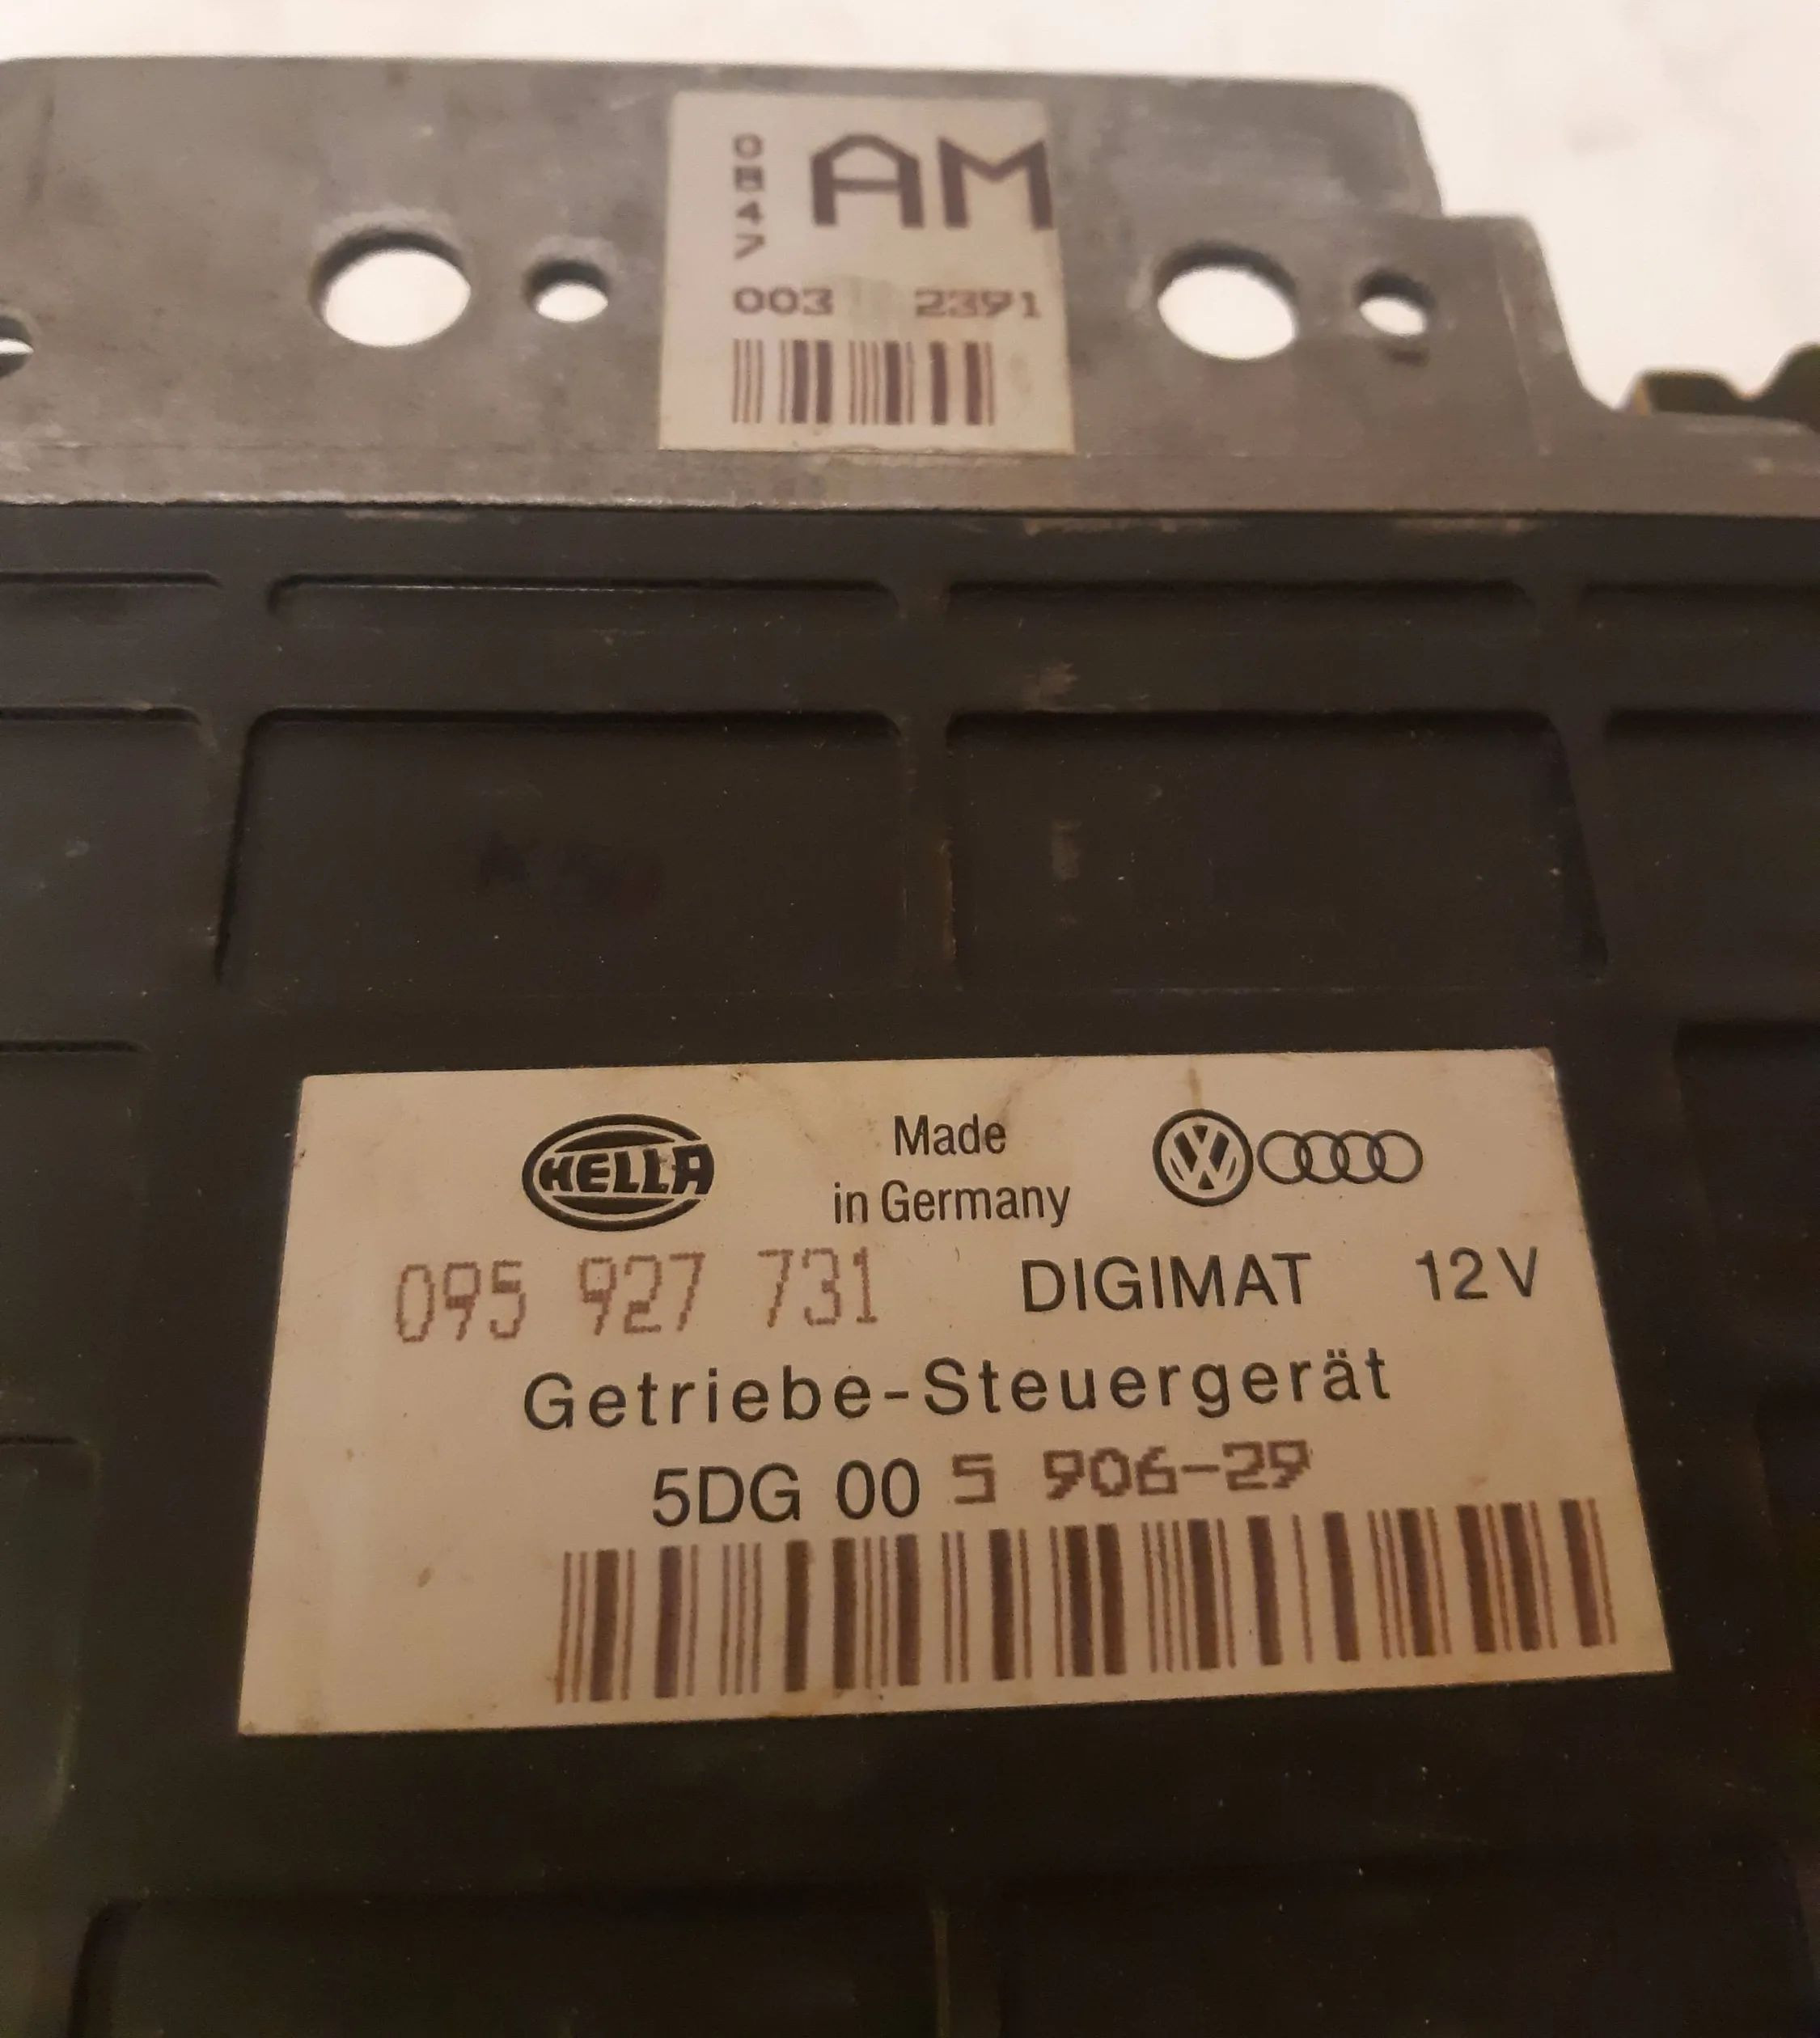 AM
0847
003 2391
HELLA
Made
in Germany
095 927 731 DIGIMAT 12V
Getriebe-Steuergerät
5DG 00 5 906-29